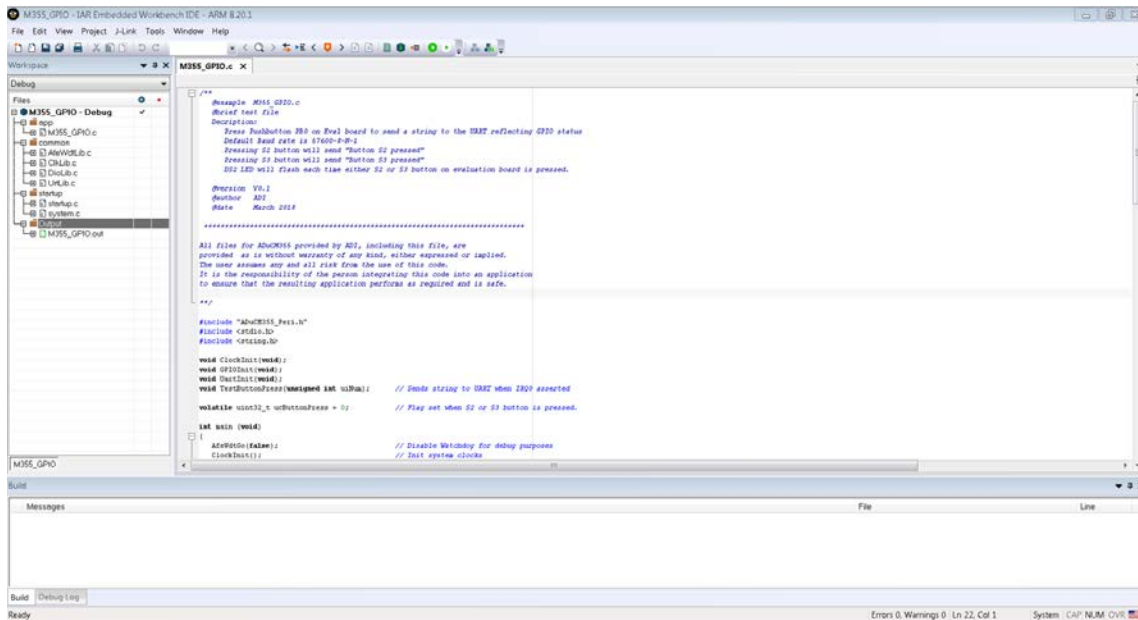 M355_GPIO - IAR Embedded Workbench IDE - ARM 8.20.1
File Edit View Project J-Link Tools Window Help
Workspace
M355_GPIO.c
Debug
Files
M355_GPIO - Debug
app
M355_GPIO.c
common
AfeWdtLib.c
ClkLib.c
DioLib.c
UrtLib.c
startup
startup.c
system.c
Output
M355_GPIO.out
M355_GPIO
/**
@example M355_GPIO.c
@brief test file
Decription:
Press Pushbutton PB0 on Eval board to send a string to the UART reflecting GPIO status
Default Baud rate is 57600-8-N-1
Pressing S2 button will send "Button S2 pressed"
Pressing S3 button will send "Button S3 pressed"
DS2 LED will flash each time either S2 or S3 button on evaluation board is pressed.
@version V0.1
@author ADI
@date March 2018
All files for ADuCM355 provided by ADI, including this file, are
provided as is without warranty of any kind, either expressed or implied.
The user assumes any and all risk from the use of this code.
It is the responsibility of the person integrating this code into an application
to ensure that the resulting application performs as required and is safe.
**/
#include "ADuCM355_Peri.h"
#include <stdio.h>
#include <string.h>
void ClockInit(void);
void GPIOInit(void);
void UartInit(void);
void TestButtonPress(unsigned int uiNum); // Sends string to UART when IRQ0 asserted
volatile uint32_t ucButtonPress = 0; // Flag set when S2 or S3 button is pressed.
int main (void)
{
AfeWdtGo(false); // Disable Watchdog for debug purposes
ClockInit(); // Init system clocks
Build
Messages File Line
Build Debug Log
Ready Errors 0, Warnings 0 Ln 22, Col 1 System CAP NUM OVR